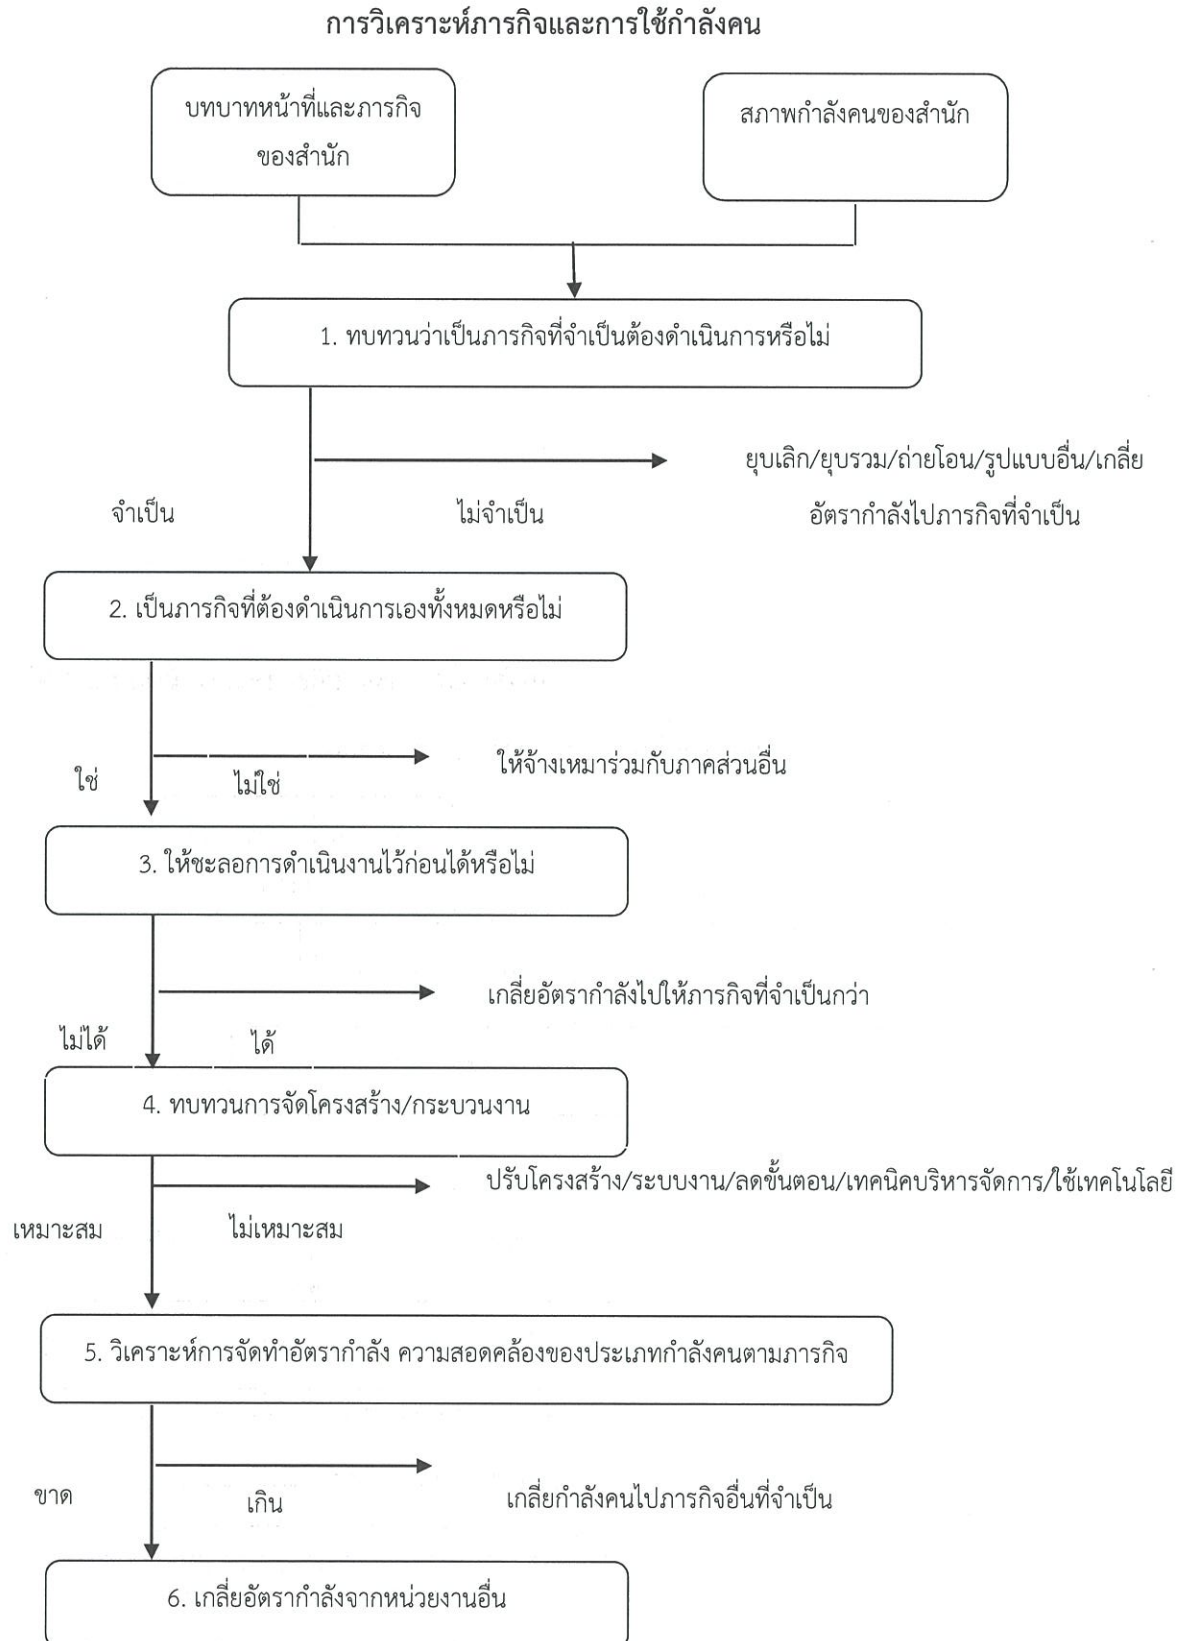 การวิเคราะห์ภารกิจและการใช้กำลังคน
บทบาทหน้าที่และภารกิจ
ของสำนัก
สภาพกำลังคนของสำนัก
1. ทบทวนว่าเป็นภารกิจที่จำเป็นต้องดำเนินการหรือไม่
ยุบเลิก/ยุบรวม/ถ่ายโอน/รูปแบบอื่น/เกลี่ย
จำเป็น
ไม่จำเป็น
อัตรากำลังไปภารกิจที่จำเป็น
2. เป็นภารกิจที่ต้องดำเนินการเองทั้งหมดหรือไม่
ใช่
ไม่ใช่
ให้จ้างเหมาร่วมกับภาคส่วนอื่น
3. ให้ชะลอการดำเนินงานไว้ก่อนได้หรือไม่
เกลี่ยอัตรากำลังไปให้ภารกิจที่จำเป็นกว่า
ไม่ได้
ได้
4. ทบทวนการจัดโครงสร้าง/กระบวนงาน
ปรับโครงสร้าง/ระบบงาน/ลดขั้นตอน/เทคนิคบริหารจัดการ/ใช้เทคโนโลยี
เหมาะสม
ไม่เหมาะสม
5. วิเคราะห์การจัดทำอัตรากำลัง ความสอดคล้องของประเภทกำลังคนตามภารกิจ
ขาด
เกิน
เกลี่ยกำลังคนไปภารกิจอื่นที่จำเป็น
6. เกลี่ยอัตรากำลังจากหน่วยงานอื่น